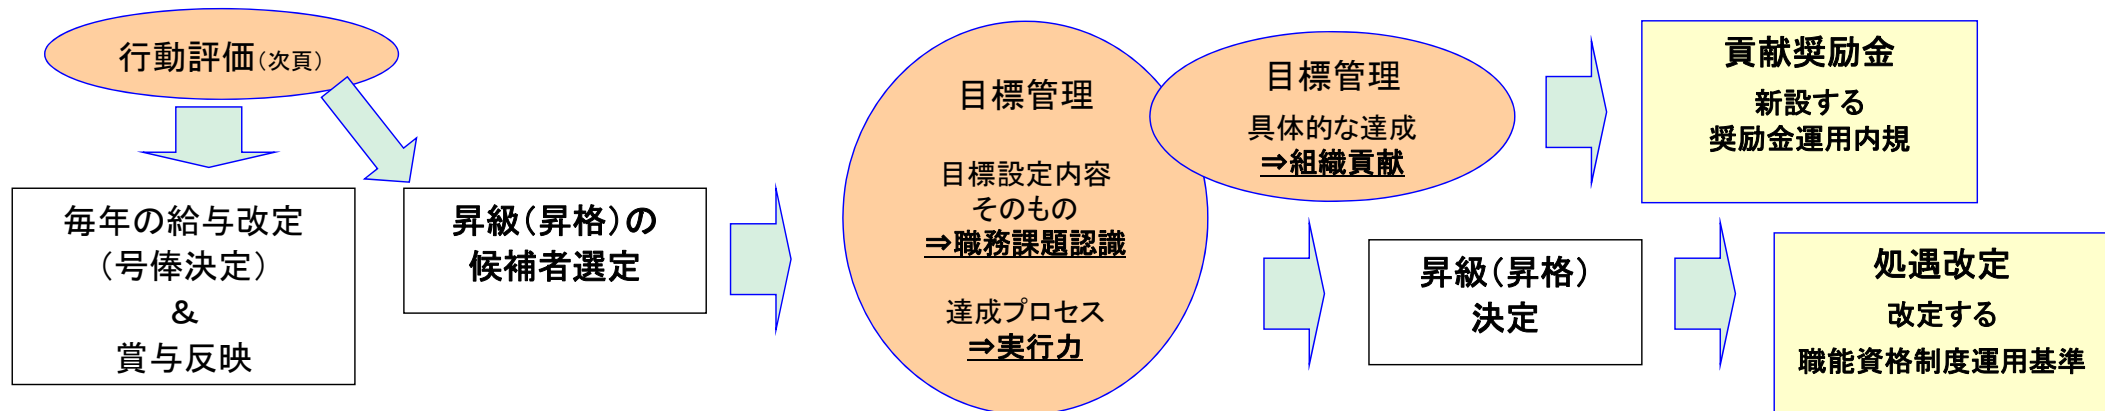 行動評価(次頁)
毎年の給与改定
(号俸決定)
&
賞与反映
昇級(昇格)の
候補者選定
目標管理
目標設定内容
そのもの
⇒職務課題認識
達成プロセス
⇒実行力
目標管理
具体的な達成
⇒組織貢献
貢献奨励金
新設する
奨励金運用内規
昇級(昇格)
決定
処遇改定
改定する
職能資格制度運用基準